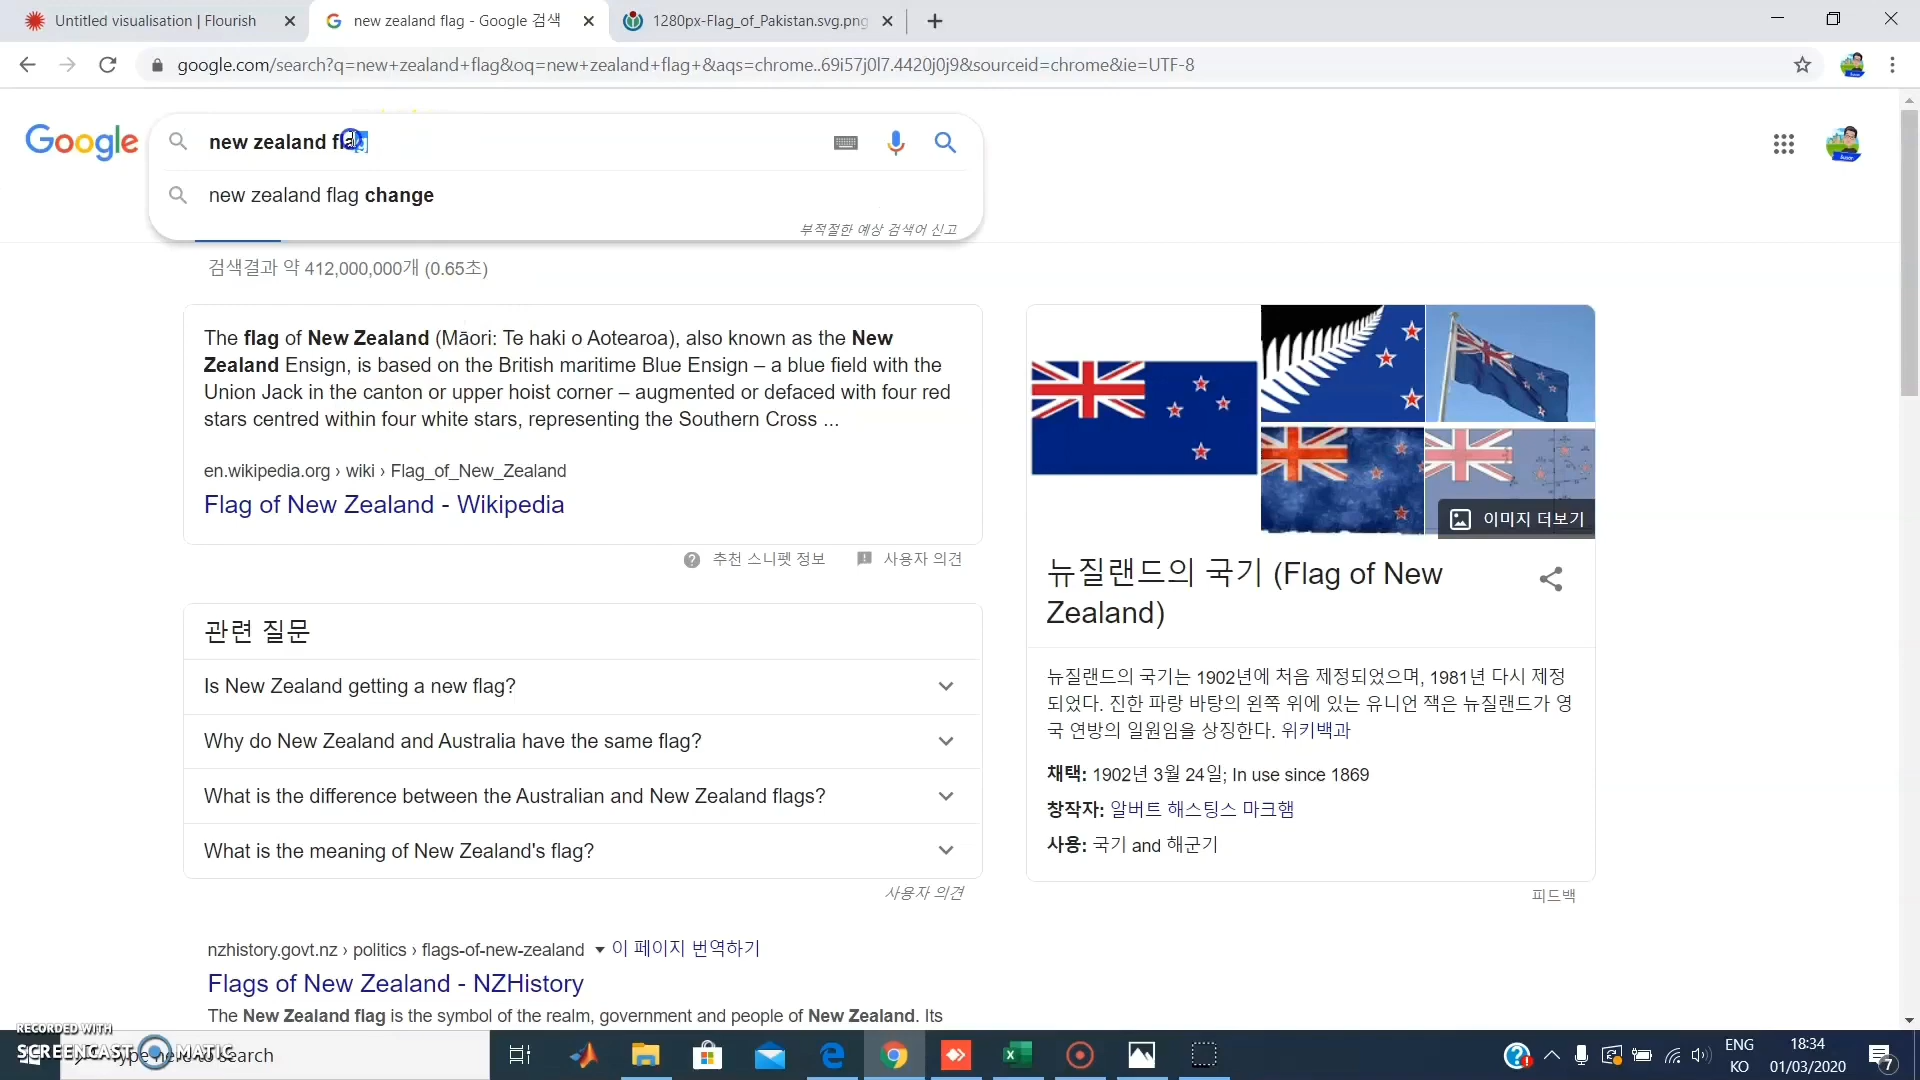 Untitled visualisation | Flourish
new zealand flag - Google 검색
1280px-Flag_of_Pakistan.svg.png
google.com/search?q=new+zealand+flag&oq=new+zealand+flag+&aqs=chrome..69i57j0l7.4420j0j9&sourceid=chrome&ie=UTF-8
Google
new zealand flag
new zealand flag change
부적절한 예상 검색어 신고
검색결과 약 412,000,000개 (0.65초)
The flag of New Zealand (Māori: Te haki o Aotearoa), also known as the New
Zealand Ensign, is based on the British maritime Blue Ensign – a blue field with the
Union Jack in the canton or upper hoist corner – augmented or defaced with four red
stars centred within four white stars, representing the Southern Cross ...
en.wikipedia.org › wiki › Flag_of_New_Zealand
Flag of New Zealand - Wikipedia
추천 스니펫 정보
사용자 의견
관련 질문
Is New Zealand getting a new flag?
Why do New Zealand and Australia have the same flag?
What is the difference between the Australian and New Zealand flags?
What is the meaning of New Zealand's flag?
사용자 의견
nzhistory.govt.nz › politics › flags-of-new-zealand 이 페이지 번역하기
Flags of New Zealand - NZHistory
The New Zealand flag is the symbol of the realm, government and people of New Zealand. Its
이미지 더보기
뉴질랜드의 국기 (Flag of New
Zealand)
뉴질랜드의 국기는 1902년에 처음 제정되었으며, 1981년 다시 제정
되었다. 진한 파랑 바탕의 왼쪽 위에 있는 유니언 잭은 뉴질랜드가 영
국 연방의 일원임을 상징한다. 위키백과
채택: 1902년 3월 24일; In use since 1869
창작자: 알버트 해스팅스 마크햄
사용: 국기 and 해군기
피드백
RECORDED WITH
SCREENCAST MATIC
Type here to search
ENG
KO
18:34
01/03/2020
7